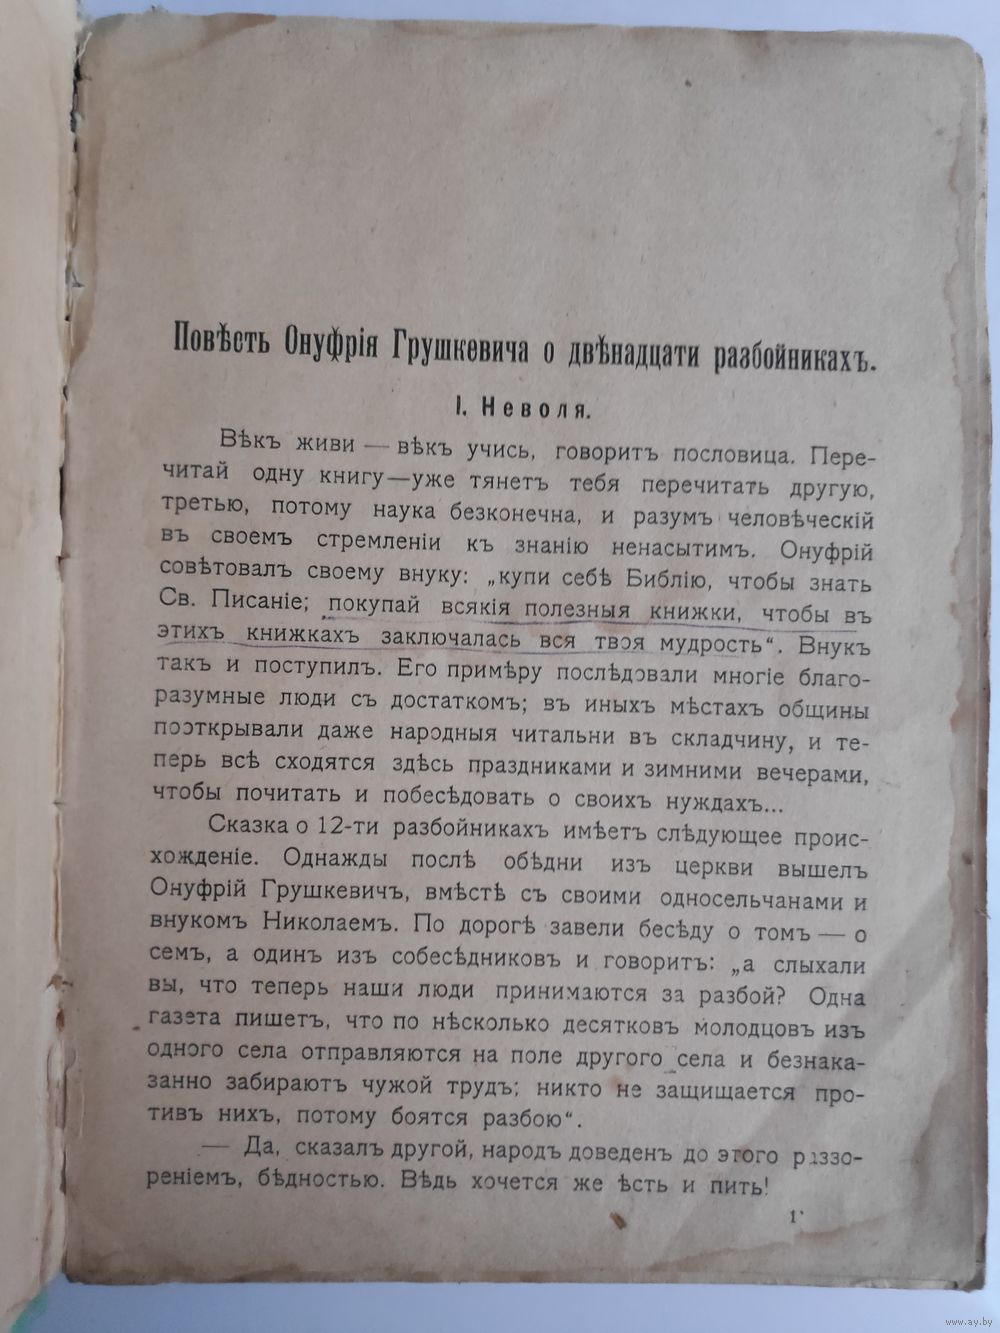 Повѣсть Онуфрія Грушкевича о двѣнадцати разбойникахъ.
I. Неволя.
Вѣкъ живи — вѣкъ учись, говоритъ пословица. Пере-
читай одну книгу—уже тянетъ тебя перечитать другую,
третью, потому наука безконечна, и разумъ человѣческій
въ своемъ стремленіи къ знанію ненасытимъ. Онуфрій
совѣтовалъ своему внуку: „купи себѣ Библію, чтобы знать
Св. Писаніе; покупай всякія полезныя книжки, чтобы въ
этихъ книжкахъ заключалась вся твоя мудрость“. Внукъ
такъ и поступилъ. Его примѣру послѣдовали многіе благо-
разумные люди съ достаткомъ; въ иныхъ мѣстахъ общины
пооткрывали даже народныя читальни въ складчину, и те-
перь всѣ сходятся здѣсь праздниками и зимними вечерами,
чтобы почитать и побесѣдовать о своихъ нуждахъ...
Сказка о 12-ти разбойникахъ имѣетъ слѣдующее проис-
хожденіе. Однажды послѣ обѣдни изъ церкви вышелъ
Онуфрій Грушкевичъ, вмѣстѣ съ своими односельчанами и
внукомъ Николаемъ. По дорогѣ завели бесѣду о томъ — о
семъ, а одинъ изъ собесѣдниковъ и говоритъ: „а слыхали
вы, что теперь наши люди принимаются за разбой? Одна
газета пишетъ, что по нѣсколько десятковъ молодцовъ изъ
одного села отправляются на поле другого села и безнака-
занно забираютъ чужой трудъ; никто не защищается про-
тивъ нихъ, потому боятся разбою“.
— Да, сказалъ другой, народъ доведенъ до этого раззо-
реніемъ, бѣдностью. Вѣдь хочется же ѣсть и пить!
1*
www.ay.by